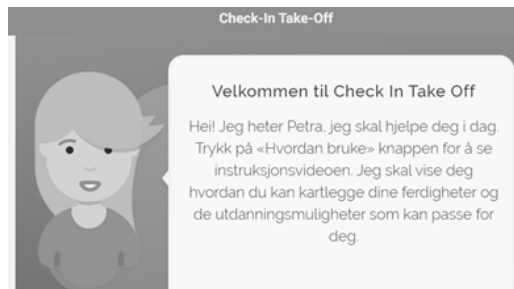 Check-In Take-Off
Velkommen til Check In Take Off
Hei! Jeg heter Petra, jeg skal hjelpe deg i dag.
Trykk på «Hvordan bruke» knappen for å se
instruksjonsvideoen. Jeg skal vise deg
hvordan du kan kartlegge dine ferdigheter og
de utdanningsmuligheter som kan passe for
deg.